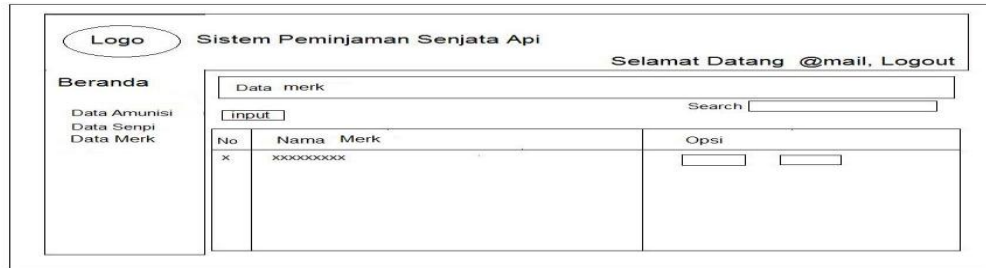 Logo Sistem Peminjaman Senjata Api
Selamat Datang @mail, Logout
Beranda
Data Amunisi
Data Senpi
Data Merk
Data merk
Search
input
No Nama Merk Opsi
x xxxxxxxxx